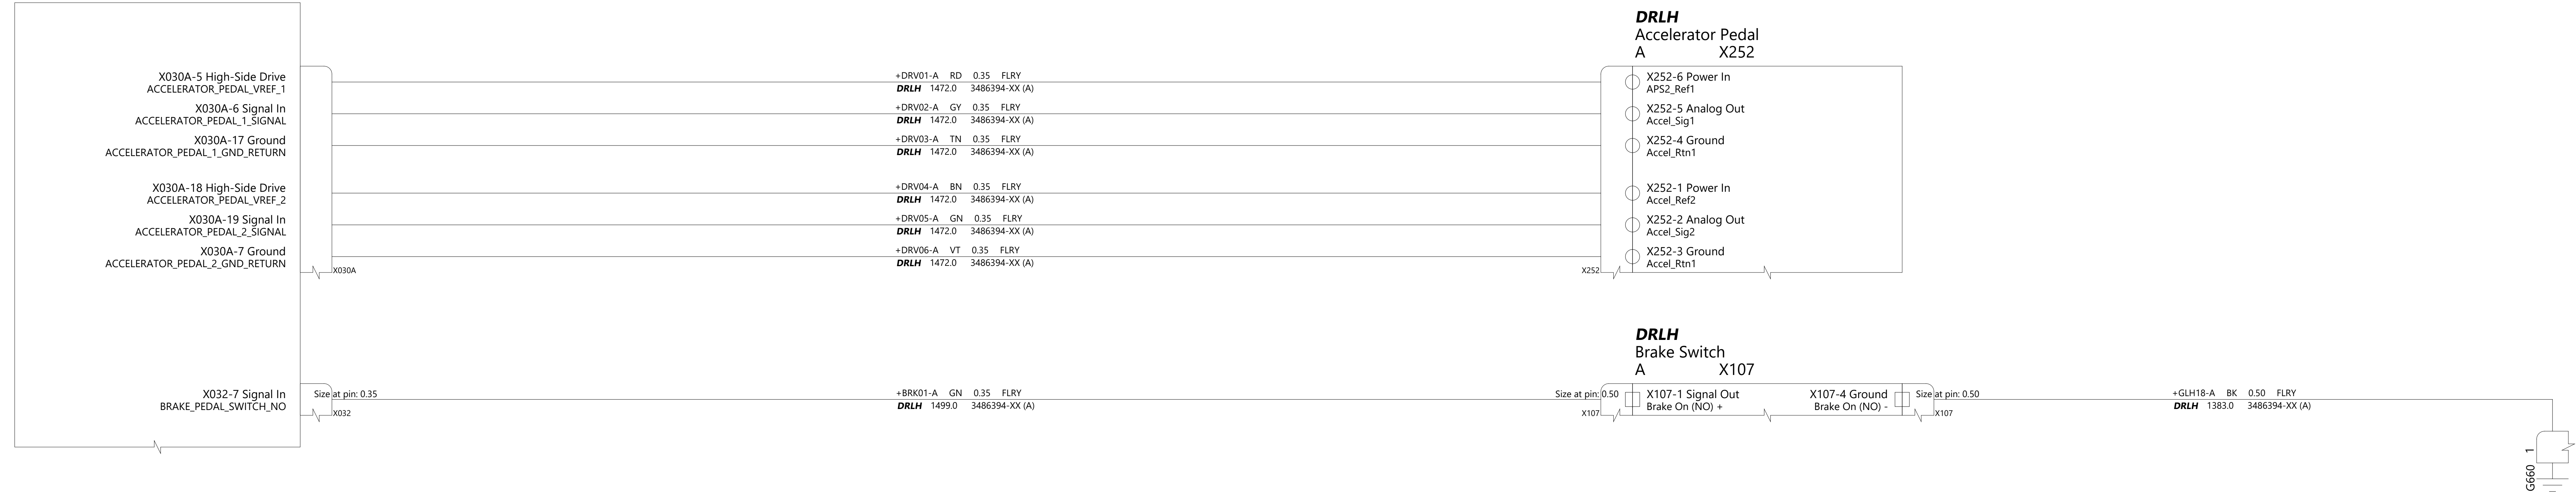 DRLH
Accelerator Pedal
A X252
X030A-5 High-Side Drive
ACCELERATOR_PEDAL_VREF_1
+DRV01-A RD 0.35 FLRY
DRLH 1472.0 3486394-XX (A)
X252-6 Power In
APS2_Ref1
X030A-6 Signal In
ACCELERATOR_PEDAL_1_SIGNAL
+DRV02-A GY 0.35 FLRY
DRLH 1472.0 3486394-XX (A)
X252-5 Analog Out
Accel_Sig1
X030A-17 Ground
ACCELERATOR_PEDAL_1_GND_RETURN
+DRV03-A TN 0.35 FLRY
DRLH 1472.0 3486394-XX (A)
X252-4 Ground
Accel_Rtn1
X030A-18 High-Side Drive
ACCELERATOR_PEDAL_VREF_2
+DRV04-A BN 0.35 FLRY
DRLH 1472.0 3486394-XX (A)
X252-1 Power In
Accel_Ref2
X030A-19 Signal In
ACCELERATOR_PEDAL_2_SIGNAL
+DRV05-A GN 0.35 FLRY
DRLH 1472.0 3486394-XX (A)
X252-2 Analog Out
Accel_Sig2
X030A-7 Ground
ACCELERATOR_PEDAL_2_GND_RETURN
+DRV06-A VT 0.35 FLRY
DRLH 1472.0 3486394-XX (A)
X252-3 Ground
Accel_Rtn1
X030A
X252
DRLH
Brake Switch
A X107
X032-7 Signal In
BRAKE_PEDAL_SWITCH_NO
Size at pin: 0.35
X032
+BRK01-A GN 0.35 FLRY
DRLH 1499.0 3486394-XX (A)
Size at pin: 0.50
X107
X107-1 Signal Out
Brake On (NO) +
X107-4 Ground
Brake On (NO) -
Size at pin: 0.50
X107
+GLH18-A BK 0.50 FLRY
DRLH 1383.0 3486394-XX (A)
G660 1